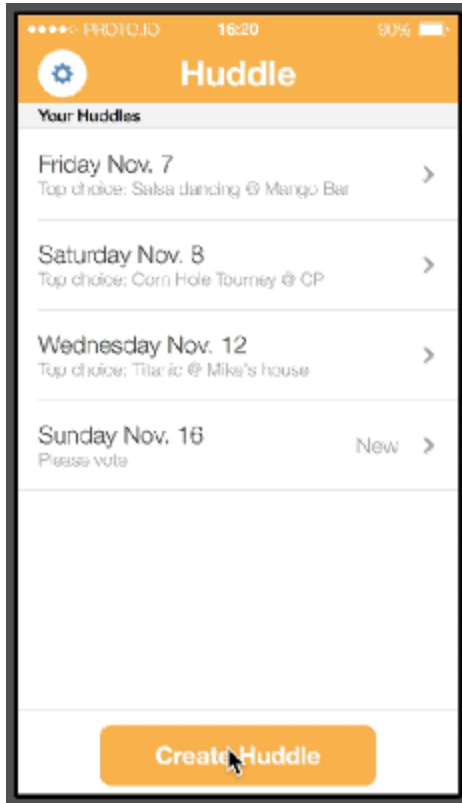 PROTO.IO 16:20 90%
Huddle
Your Huddles
Friday Nov. 7
Top choice: Salsa dancing @ Mango Bar
Saturday Nov. 8
Top choice: Corn Hole Tourney @ CP
Wednesday Nov. 12
Top choice: Titanic @ Mike's house
Sunday Nov. 16
Please vote
New
Create Huddle